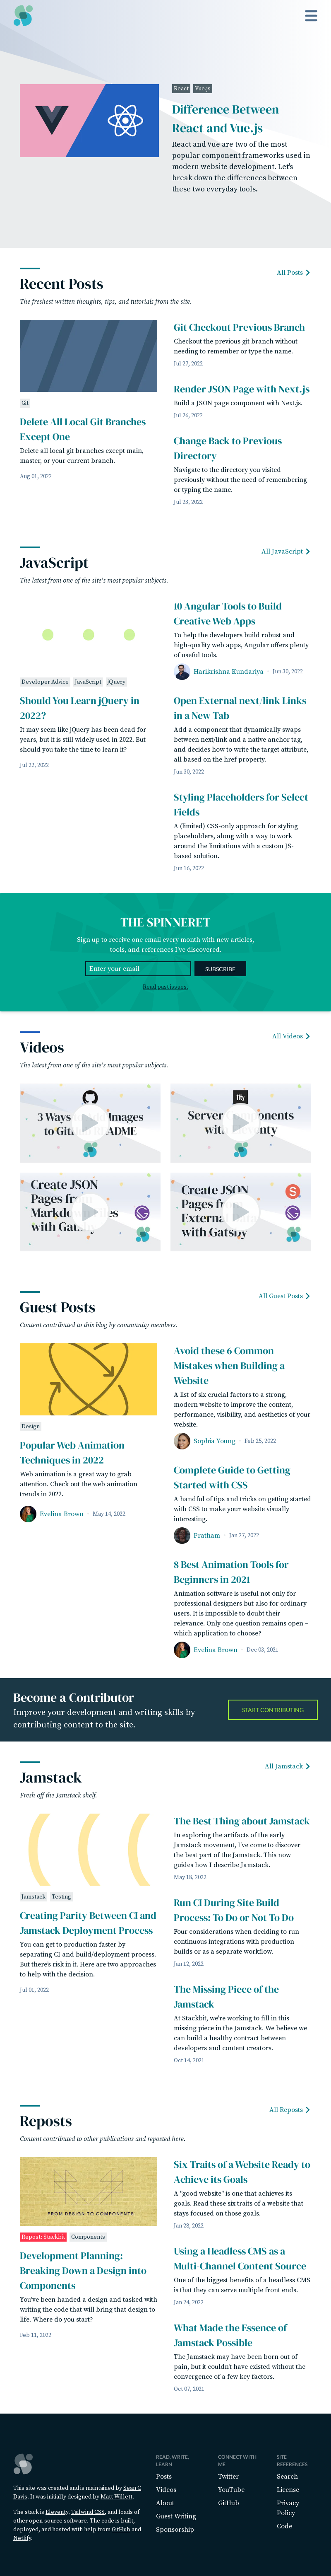 React Vue.js
Difference Between
React and Vue.js
React and Vue are two of the most
popular component frameworks used in
modern website development. Let's
break down the differences between
these two everyday tools.
All Posts
Recent Posts
The freshest written thoughts, tips, and tutorials from the site.
Git
Delete All Local Git Branches
Except One
Delete all local git branches except main,
master, or your current branch.
Aug 01, 2022
Git Checkout Previous Branch
Checkout the previous git branch without
needing to remember or type the name.
Jul 27, 2022
Render JSON Page with Next.js
Build a JSON page component with Next.js.
Jul 26, 2022
Change Back to Previous
Directory
Navigate to the directory you visited
previously without the need of remembering
or typing the name.
Jul 23, 2022
All JavaScript
JavaScript
The latest from one of the site's most popular subjects.
Developer Advice JavaScript jQuery
Should You Learn jQuery in
2022?
It may seem like jQuery has been dead for
years, but it is still widely used in 2022. But
should you take the time to learn it?
Jul 22, 2022
10 Angular Tools to Build
Creative Web Apps
To help the developers build robust and
high-quality web apps, Angular offers plenty
of useful tools.
Harikrishna Kundariya · Jun 30, 2022
Open External next/link Links
in a New Tab
Add a component that dynamically swaps
between next/link and a native anchor tag,
and decides how to write the target attribute,
all based on the href property.
Jun 30, 2022
Styling Placeholders for Select
Fields
A (limited) CSS-only approach for styling
placeholders, along with a way to work
around the limitations with a custom JS-
based solution.
Jun 16, 2022
THE SPINNERET
Sign up to receive one email every month with new articles,
tools, and references I've discovered.
Enter your email SUBSCRIBE
Read past issues.
All Videos
Videos
The latest from one of the site's most popular subjects.
3 Ways Images
to Git DME
11ty
Server ponents
wit nty
Create JSON
Pages fr
Markdo es
with Gatsby
Create JSON
Pages
Extern
with Gatsby
All Guest Posts
Guest Posts
Content contributed to this blog by community members.
Design
Popular Web Animation
Techniques in 2022
Web animation is a great way to grab
attention. Check out the web animation
trends in 2022.
Evelina Brown · May 14, 2022
Avoid these 6 Common
Mistakes when Building a
Website
A list of six crucial factors to a strong,
modern website to improve the content,
performance, visibility, and aesthetics of your
website.
Sophia Young · Feb 25, 2022
Complete Guide to Getting
Started with CSS
A handful of tips and tricks on getting started
with CSS to make your website visually
interesting.
Pratham · Jan 27, 2022
8 Best Animation Tools for
Beginners in 2021
Animation software is useful not only for
professional designers but also for ordinary
users. It is impossible to doubt their
relevance. Only one question remains open –
which application to choose?
Evelina Brown · Dec 03, 2021
Become a Contributor
Improve your development and writing skills by
contributing content to the site.
START CONTRIBUTING
All Jamstack
Jamstack
Fresh off the Jamstack shelf.
Jamstack Testing
Creating Parity Between CI and
Jamstack Deployment Process
You can get to production faster by
separating CI and build/deployment process.
But there's risk in it. Here are two approaches
to help with the decision.
Jul 01, 2022
The Best Thing about Jamstack
In exploring the artifacts of the early
Jamstack movement, I've come to discover
the best part of the Jamstack. This now
guides how I describe Jamstack.
May 18, 2022
Run CI During Site Build
Process: To Do or Not To Do
Four considerations when deciding to run
continuous integrations with production
builds or as a separate workflow.
Jan 12, 2022
The Missing Piece of the
Jamstack
At Stackbit, we're working to fill in this
missing piece in the Jamstack. We believe we
can build a healthy contract between
developers and content creators.
Oct 14, 2021
All Reposts
Reposts
Content contributed to other publications and reposted here.
FROM DESIGN TO COMPONENTS
Repost: Stackbit Components
Development Planning:
Breaking Down a Design into
Components
You've been handed a design and tasked with
writing the code that will bring that design to
life. Where do you start?
Feb 11, 2022
Six Traits of a Website Ready to
Achieve its Goals
A "good website" is one that achieves its
goals. Read these six traits of a website that
stays focused on those goals.
Jan 28, 2022
Using a Headless CMS as a
Multi-Channel Content Source
One of the biggest benefits of a headless CMS
is that they can serve multiple front ends.
Jan 24, 2022
What Made the Essence of
Jamstack Possible
The Jamstack may have been born out of
pain, but it couldn't have existed without the
convergence of a few key factors.
Oct 07, 2021
This site was created and is maintained by Sean C
Davis. It was initially designed by Matt Willett.
The stack is Eleventy, Tailwind CSS, and loads of
other open source software. The code is built,
deployed, and hosted with help from GitHub and
Netlify.
READ. WRITE.
LEARN
Posts
Videos
About
Guest Writing
Sponsorship
CONNECT WITH
ME
Twitter
YouTube
GitHub
SITE
REFERENCES
Search
License
Privacy
Policy
Code